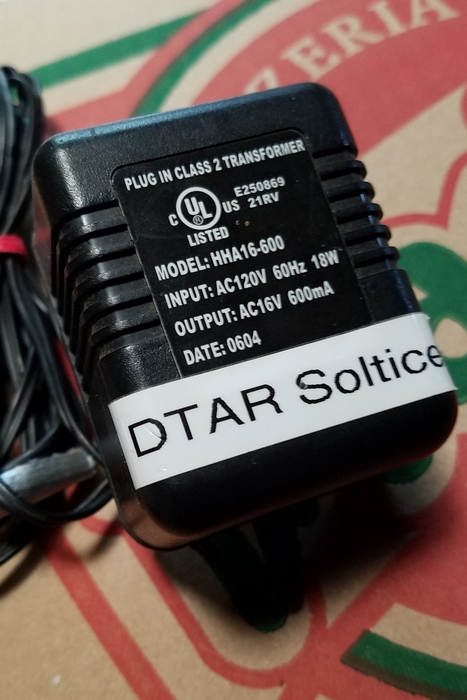 ZERIA
PLUG IN CLASS 2 TRANSFORMER
C UL US
E250869
21RV
LISTED
MODEL: HHA16-600
INPUT: AC120V 60Hz 18W
OUTPUT: AC16V 600mA
DATE: 0604
DTAR Soltice